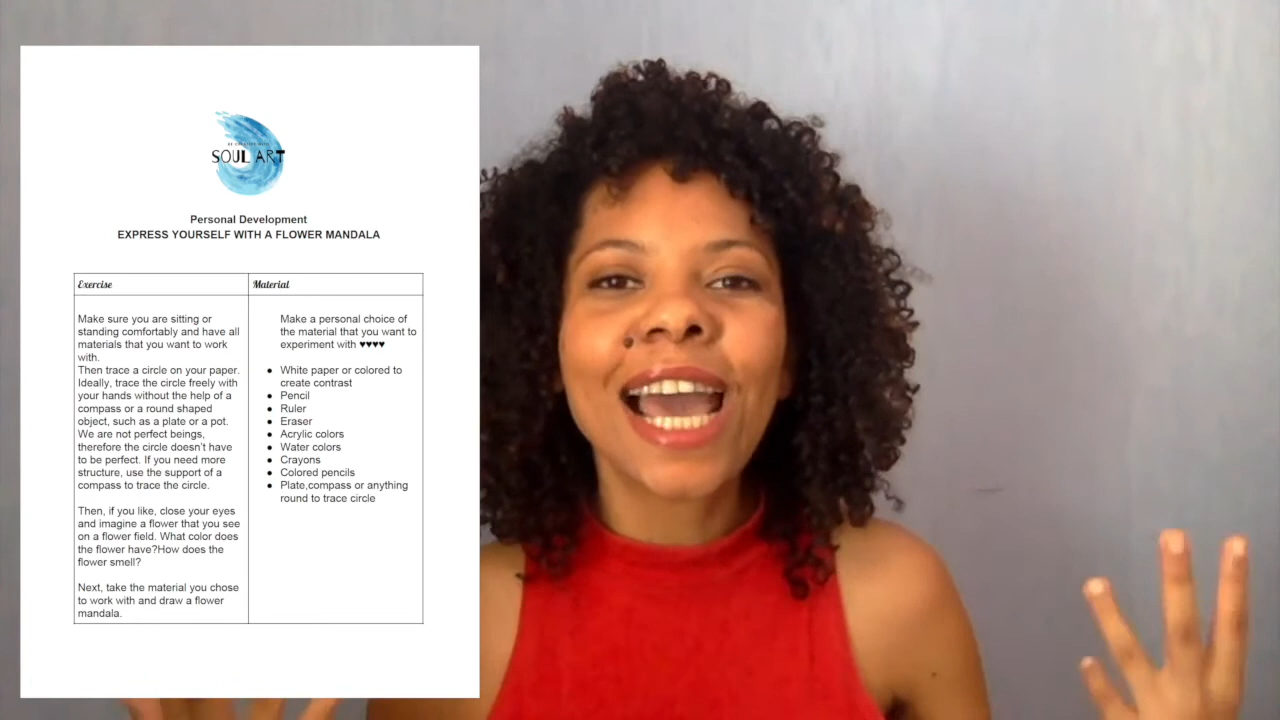 BE CREATIVE WITH
SOUL ART
Personal Development
EXPRESS YOURSELF WITH A FLOWER MANDALA
Exercise
Make sure you are sitting or
standing comfortably and have all
materials that you want to work
with.
Then trace a circle on your paper.
Ideally, trace the circle freely with
your hands without the help of a
compass or a round shaped
object, such as a plate or a pot.
We are not perfect beings,
therefore the circle doesn't have
to be perfect. If you need more
structure, use the support of a
compass to trace the circle.
Then, if you like, close your eyes
and imagine a flower that you see
on a flower field. What color does
the flower have?How does the
flower smell?
Next, take the material you chose
to work with and draw a flower
mandala.
Material
Make a personal choice of
the material that you want to
experiment with ♥♥♥♥
● White paper or colored to
create contrast
● Pencil
● Ruler
● Eraser
● Acrylic colors
● Water colors
● Crayons
● Colored pencils
● Plate,compass or anything
round to trace circle